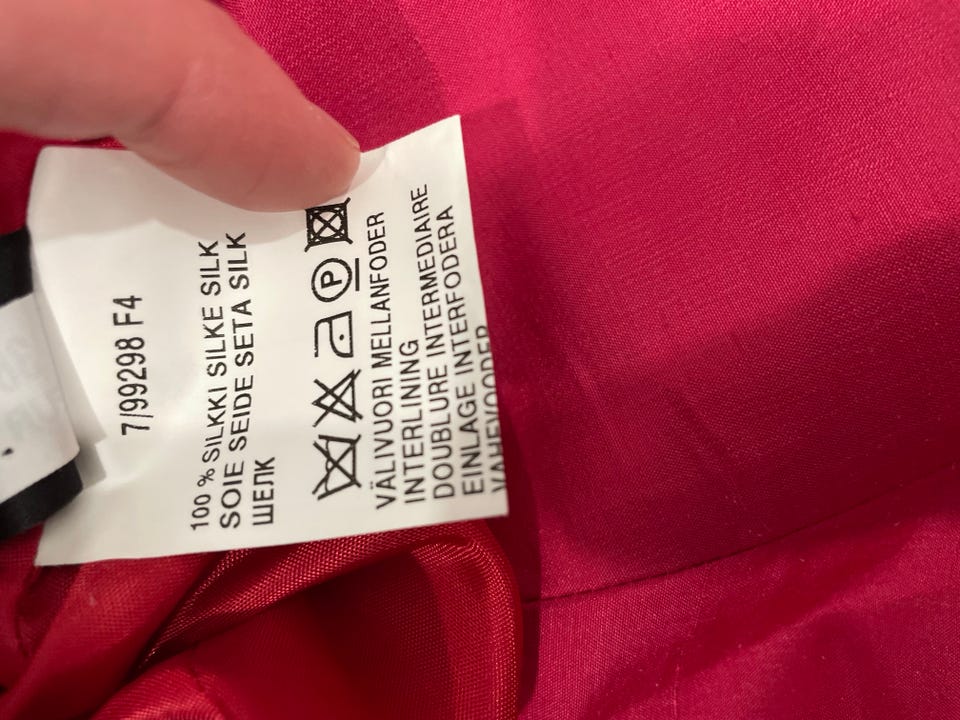 7/99298 F4
100 % SILKKI SILKE SILK
SOIE SEIDE SETA SILK
ШЕЛК
P
VÄLIVUORI MELLANFODER
INTERLINING
DOUBLURE INTERMEDIAIRE
EINLAGE INTERFODERA
VAHEVOODER